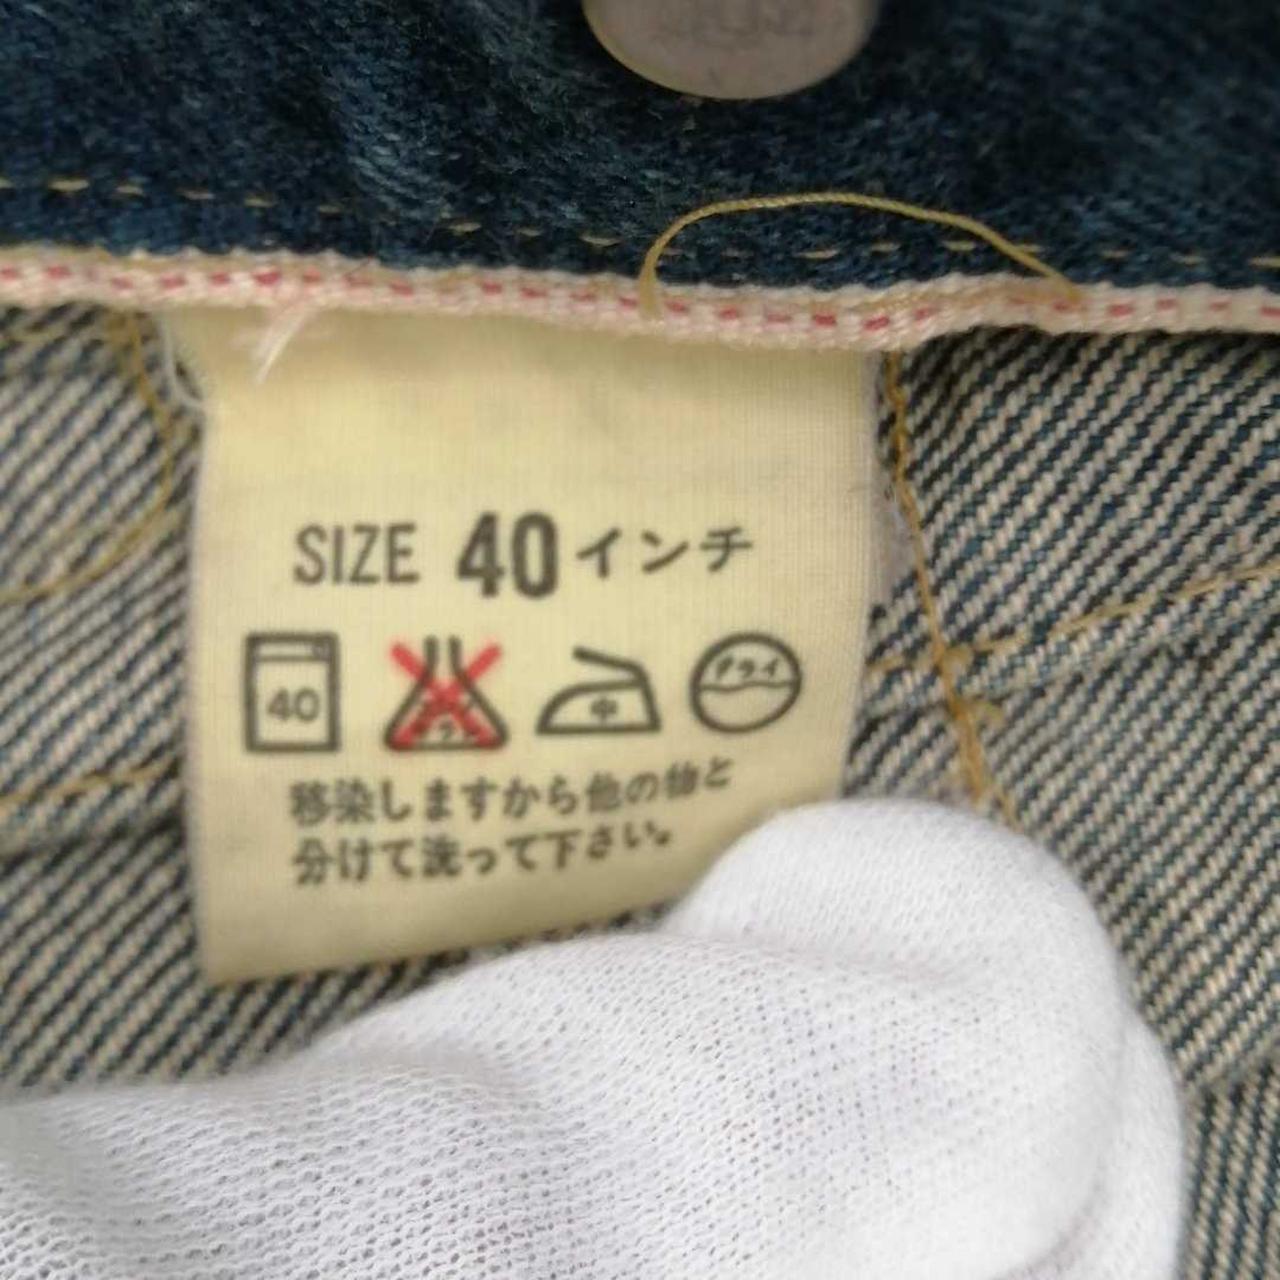 SIZE 40インチ
40 中 ドライ
移染しますから他の物と
分けて洗って下さい。